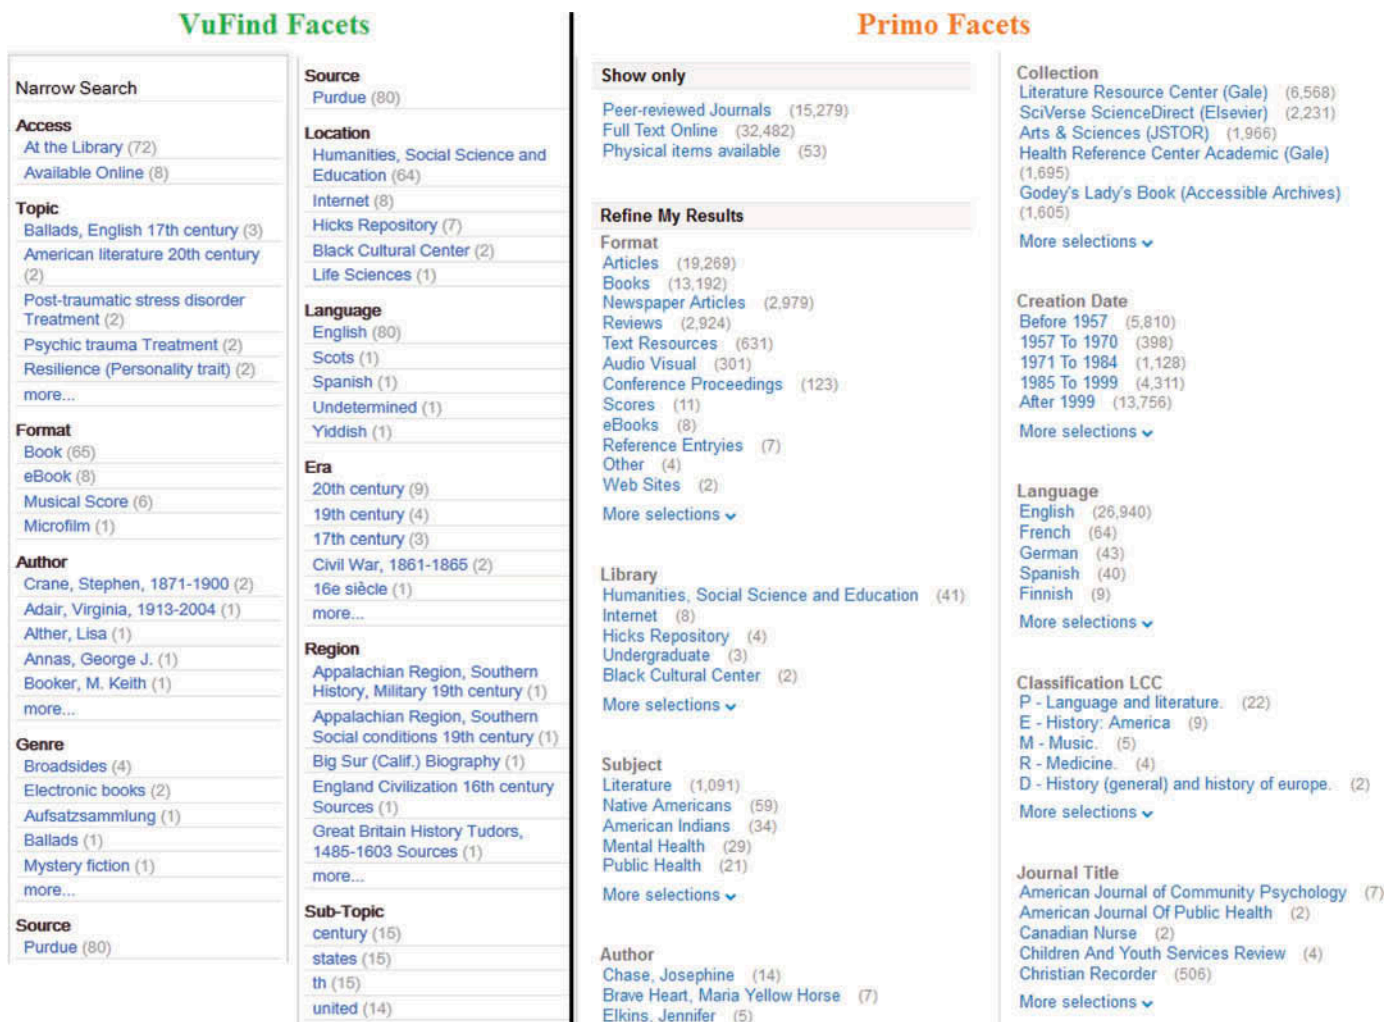 VuFind Facets
Narrow Search
Access
At the Library (72)
Available Online (8)
Topic
Ballads, English 17th century (3)
American literature 20th century
(2)
Post-traumatic stress disorder
Treatment (2)
Psychic trauma Treatment (2)
Resilience (Personality trait) (2)
more...
Format
Book (65)
eBook (8)
Musical Score (6)
Microfilm (1)
Author
Crane, Stephen, 1871-1900 (2)
Adair, Virginia, 1913-2004 (1)
Alther, Lisa (1)
Annas, George J. (1)
Booker, M. Keith (1)
more...
Genre
Broadsides (4)
Electronic books (2)
Aufsatzsammlung (1)
Ballads (1)
Mystery fiction (1)
more...
Source
Purdue (80)
Source
Purdue (80)
Location
Humanities, Social Science and
Education (64)
Internet (8)
Hicks Repository (7)
Black Cultural Center (2)
Life Sciences (1)
Language
English (80)
Scots (1)
Spanish (1)
Undetermined (1)
Yiddish (1)
Era
20th century (9)
19th century (4)
17th century (3)
Civil War, 1861-1865 (2)
16e siècle (1)
more...
Region
Appalachian Region, Southern
History, Military 19th century (1)
Appalachian Region, Southern
Social conditions 19th century (1)
Big Sur (Calif.) Biography (1)
England Civilization 16th century
Sources (1)
Great Britain History Tudors,
1485-1603 Sources (1)
more...
Sub-Topic
century (15)
states (15)
th (15)
united (14)
Primo Facets
Show only
Peer-reviewed Journals (15,279)
Full Text Online (32,482)
Physical items available (53)
Refine My Results
Format
Articles (19,269)
Books (13,192)
Newspaper Articles (2,979)
Reviews (2,924)
Text Resources (631)
Audio Visual (301)
Conference Proceedings (123)
Scores (11)
eBooks (8)
Reference Entryies (7)
Other (4)
Web Sites (2)
More selections
Library
Humanities, Social Science and Education (41)
Internet (8)
Hicks Repository (4)
Undergraduate (3)
Black Cultural Center (2)
More selections
Subject
Literature (1,091)
Native Americans (59)
American Indians (34)
Mental Health (29)
Public Health (21)
More selections
Author
Chase, Josephine (14)
Brave Heart, Maria Yellow Horse (7)
Elkins, Jennifer (5)
Collection
Literature Resource Center (Gale) (6,568)
SciVerse ScienceDirect (Elsevier) (2,231)
Arts & Sciences (JSTOR) (1,966)
Health Reference Center Academic (Gale)
(1,695)
Godey's Lady's Book (Accessible Archives)
(1,605)
More selections
Creation Date
Before 1957 (5,810)
1957 To 1970 (398)
1971 To 1984 (1,128)
1985 To 1999 (4,311)
After 1999 (13,756)
More selections
Language
English (26,940)
French (64)
German (43)
Spanish (40)
Finnish (9)
More selections
Classification LCC
P - Language and literature. (22)
E - History: America (9)
M - Music. (5)
R - Medicine. (4)
D - History (general) and history of europe. (2)
More selections
Journal Title
American Journal of Community Psychology (7)
American Journal Of Public Health (2)
Canadian Nurse (2)
Children And Youth Services Review (4)
Christian Recorder (506)
More selections